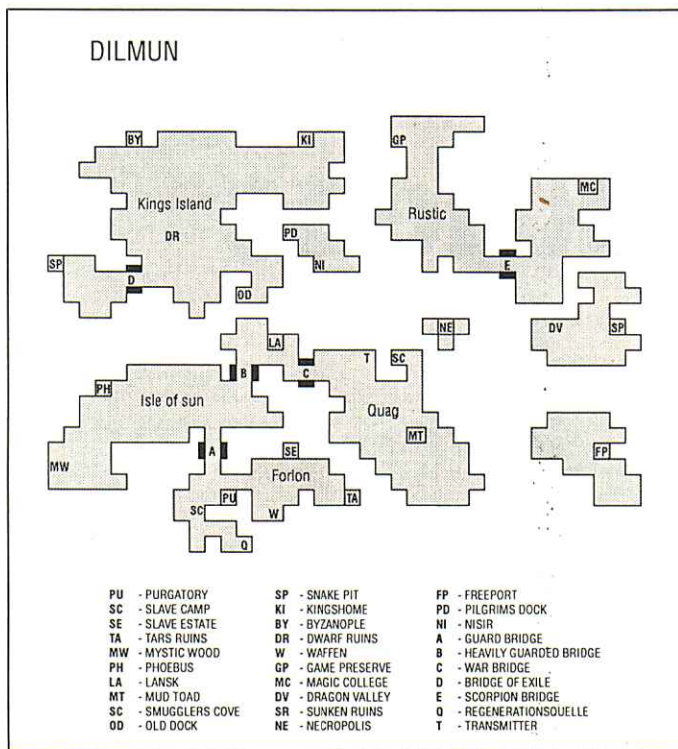 DILMUN
BY
KI
GP
MC
Kings Island
Rustic
DR
PD
SP
NI
E
D
OD
LA
NE
DV
SP
T
SC
B
C
PH
Isle of sun
Quag
MT
A
SE
FP
MW
Forlon
PU
TA
SC
W
Q
PU - PURGATORY
SC - SLAVE CAMP
SE - SLAVE ESTATE
TA - TARS RUINS
MW - MYSTIC WOOD
PH - PHOEBUS
LA - LANSK
MT - MUD TOAD
SC - SMUGGLERS COVE
OD - OLD DOCK
SP - SNAKE PIT
KI - KINGSHOME
BY - BYZANOPLE
DR - DWARF RUINS
W - WAFFEN
GP - GAME PRESERVE
MC - MAGIC COLLEGE
DV - DRAGON VALLEY
SR - SUNKEN RUINS
NE - NECROPOLIS
FP - FREEPORT
PD - PILGRIMS DOCK
NI - NISIR
A - GUARD BRIDGE
B - HEAVILY GUARDED BRIDGE
C - WAR BRIDGE
D - BRIDGE OF EXILE
E - SCORPION BRIDGE
Q - REGENERATIONSQUELLE
T - TRANSMITTER